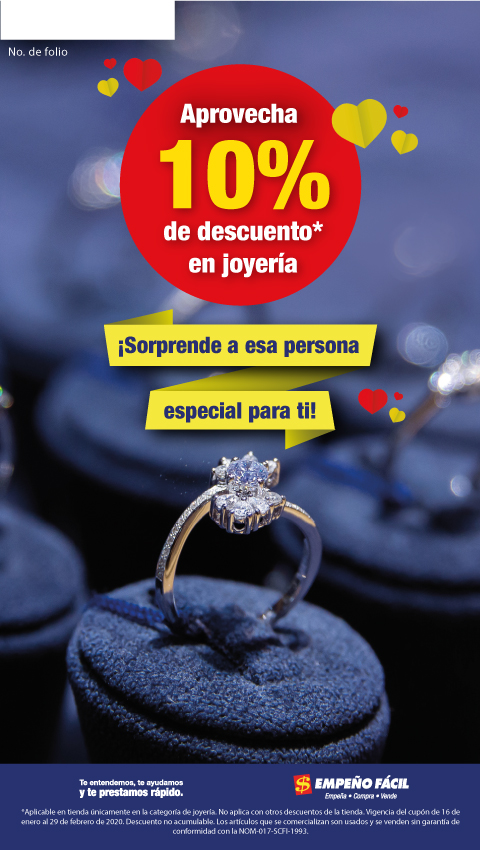 No. de folio
Aprovecha
10%
de descuento*
en joyería
¡Sorprende a esa persona
especial para ti!
Te entendemos, te ayudamos
y te prestamos rápido.
$ EMPEÑO FÁCIL
Empeña • Compra • Vende
*Aplicable en tienda únicamente en la categoría de joyería. No aplica con otros descuentos de la tienda. Vigencia del cupón de 16 de
enero al 29 de febrero de 2020. Descuento no acumulable. Los artículos que se comercializan son usados y se venden sin garantía de
conformidad con la NOM-017-SCFI-1993.